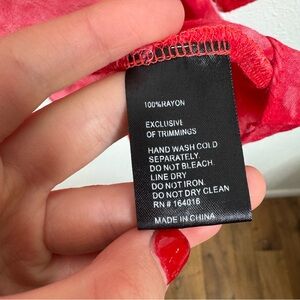 100%RAYON
EXCLUSIVE
OF TRIMMINGS
HAND WASH COLD
SEPARATELY.
DO NOT BLEACH.
LINE DRY
DO NOT IRON.
DO NOT DRY CLEAN
RN # 164016
MADE IN CHINA